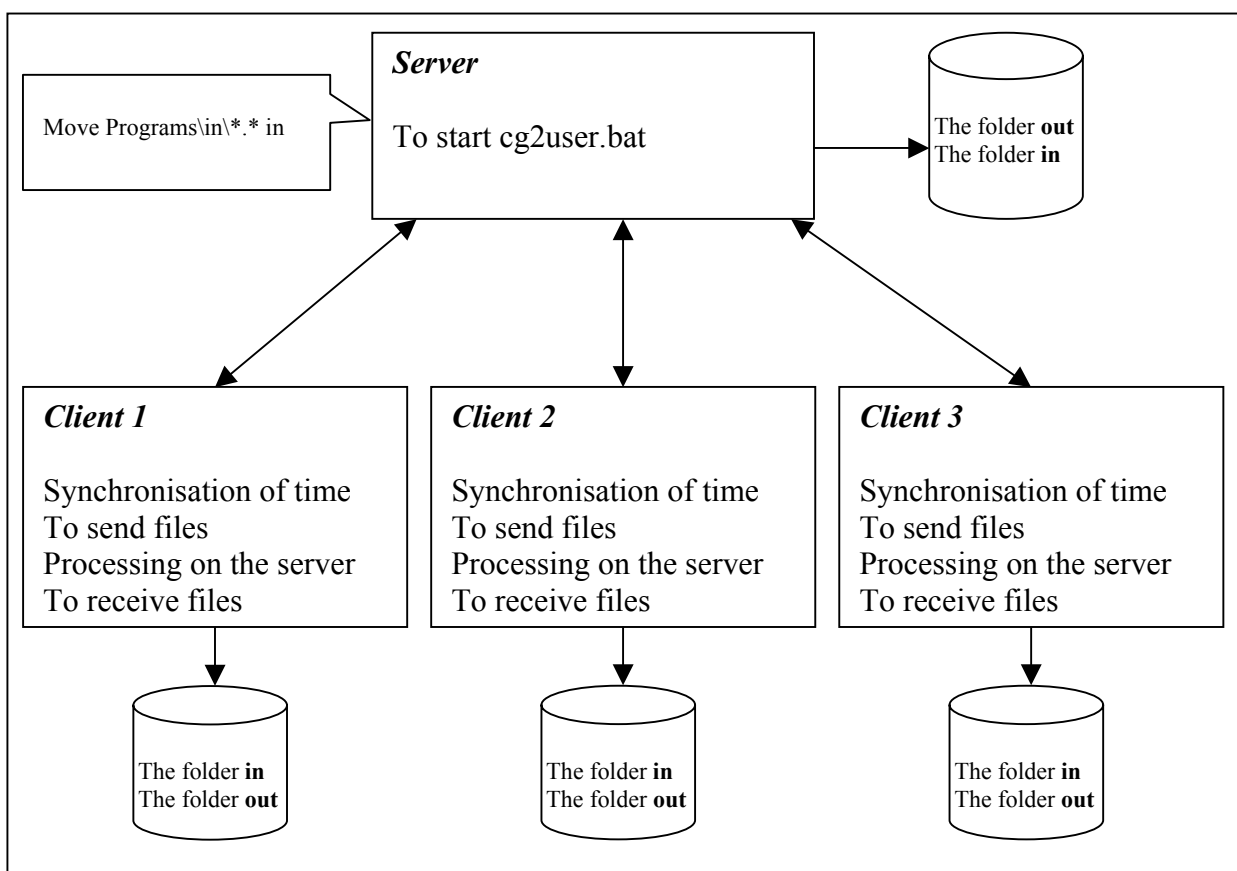 Server
To start cg2user.bat
Move Programs\in\*.* in
The folder out
The folder in
Client 1
Synchronisation of time
To send files
Processing on the server
To receive files
Client 2
Synchronisation of time
To send files
Processing on the server
To receive files
Client 3
Synchronisation of time
To send files
Processing on the server
To receive files
The folder in
The folder out
The folder in
The folder out
The folder in
The folder out